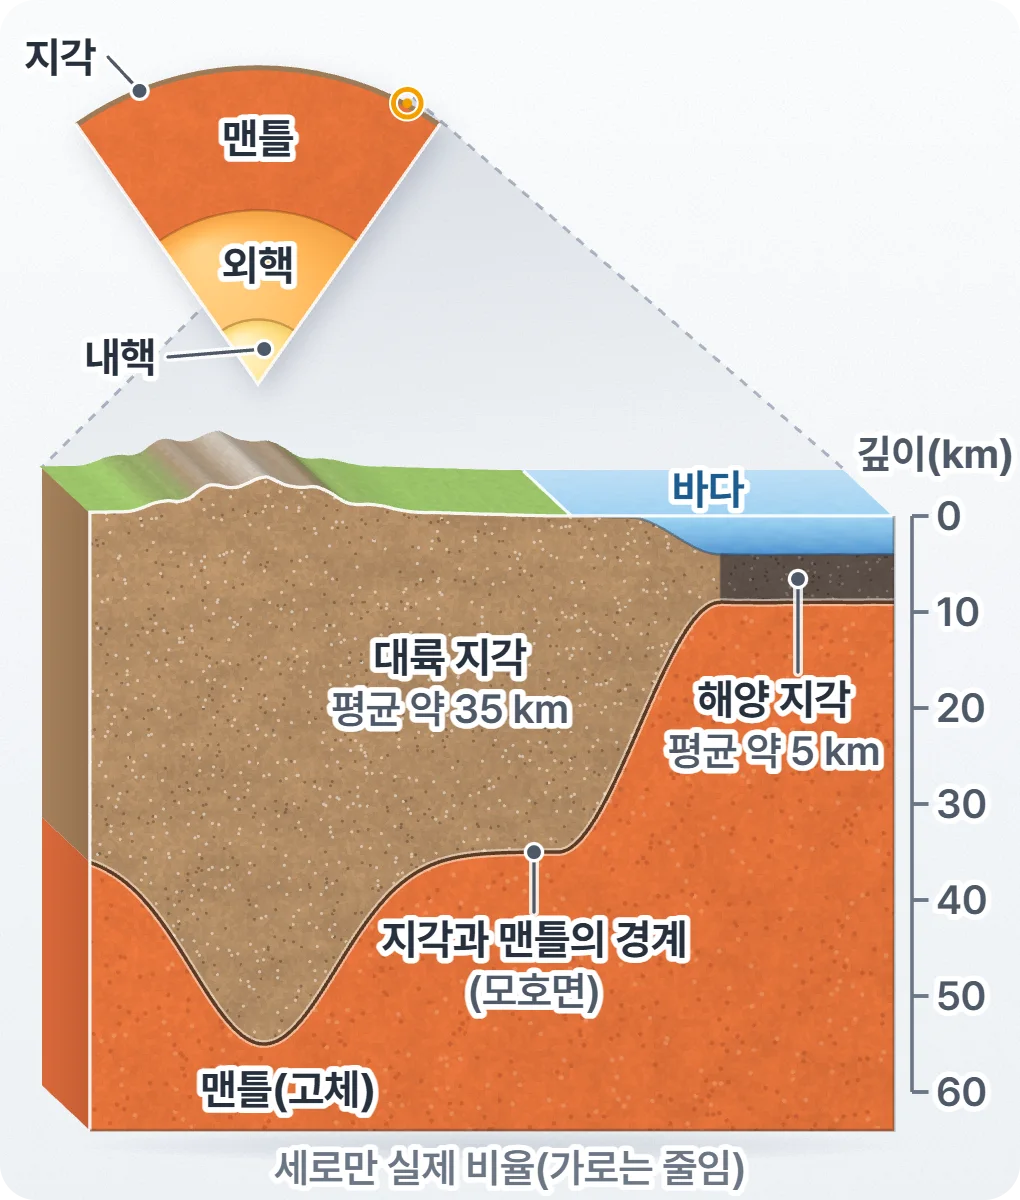 지각
맨틀
외핵
내핵
깊이(km)
바다
0
10
대륙 지각
평균 약 35 km
해양 지각
평균 약 5 km
20
30
40
지각과 맨틀의 경계
(모호면)
50
맨틀(고체)
60
세로만 실제 비율(가로는 줄임)